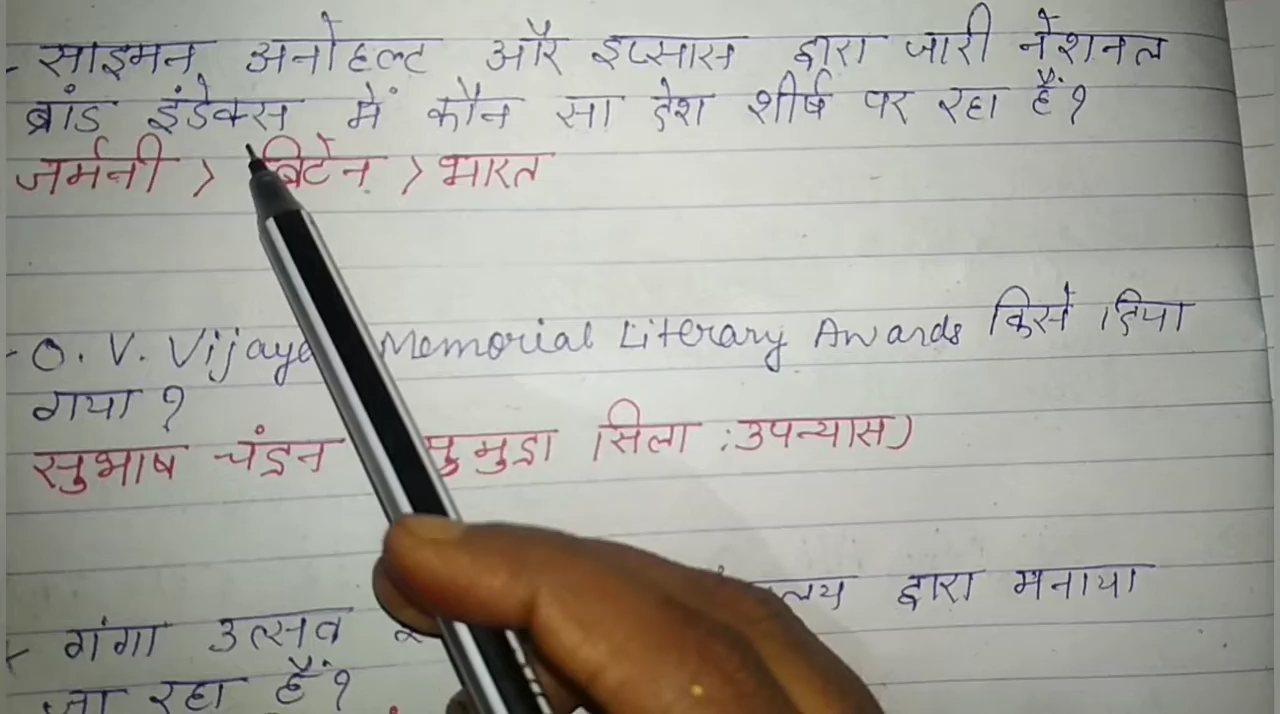 - साइमन अनोहल्ट और इप्सास द्वारा जारी नेशनल
ब्रांड इंडेक्स में कौन सा देश शीर्ष पर रहा है?
जर्मनी > ब्रिटेन > भारत
- O. V. Vijaya Memorial Literary Awards किसे दिया
गया ?
सुभाष चंद्रन मुद्रा सिला : उपन्यास)
गंगा उत्सव द्वारा मनाया
जा रहा है?